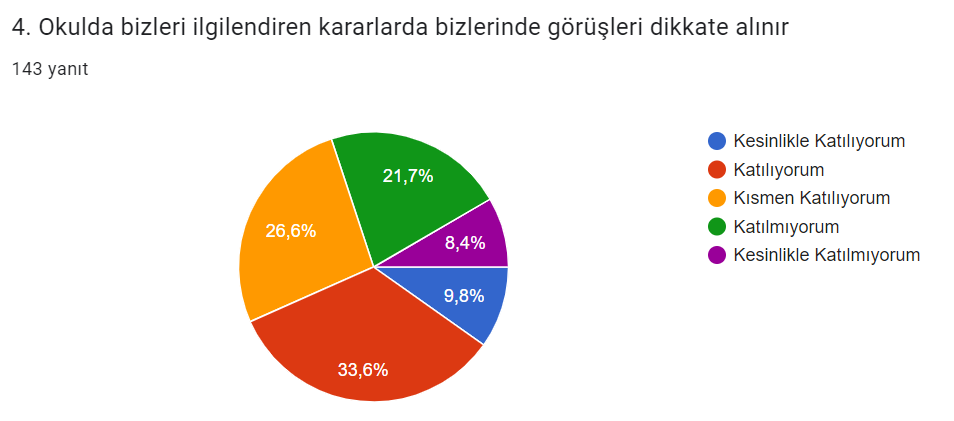 4. Okulda bizleri ilgilendiren kararlarda bizlerinde görüşleri dikkate alınır
143 yanıt
21,7%
26,6%
8,4%
9,8%
33,6%
Kesinlikle Katılıyorum
Katılıyorum
Kısmen Katılıyorum
Katılmıyorum
Kesinlikle Katılmıyorum